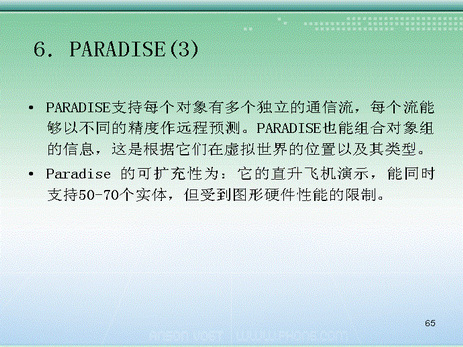 6. PARADISE(3)
• PARADISE支持每个对象有多个独立的通信流，每个流能
够以不同的精度作远程预测。PARADISE也能组合对象组
的信息，这是根据它们在虚拟世界的位置以及其类型。
• Paradise 的可扩充性为：它的直升飞机演示，能同时
支持50-70个实体，但受到图形硬件性能的限制。
65